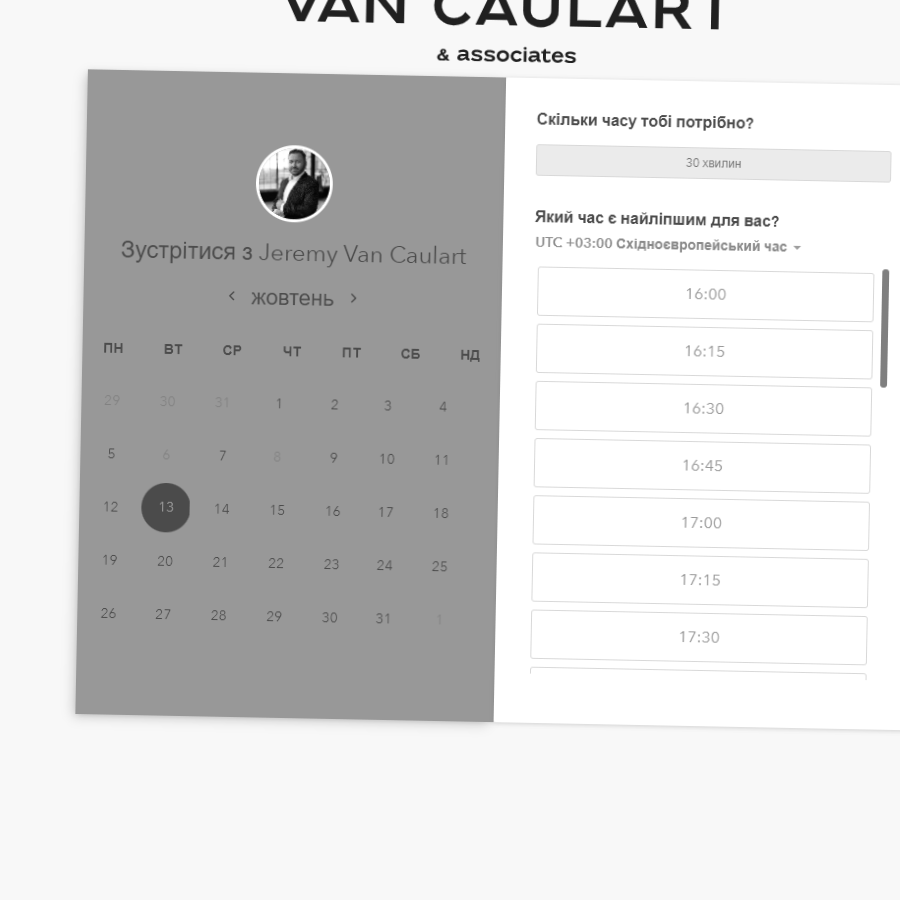 VAN CAULART
& associates
Зустрітися з Jeremy Van Caulart
жовтень
ПН ВТ СР ЧТ ПТ СБ НД
29 30 31 1 2 3 4
5 6 7 8 9 10 11
12 13 14 15 16 17 18
19 20 21 22 23 24 25
26 27 28 29 30 31 1
Скільки часу тобі потрібно?
30 хвилин
Який час є найліпшим для вас?
UTC +03:00 Східноєвропейський час
16:00
16:15
16:30
16:45
17:00
17:15
17:30